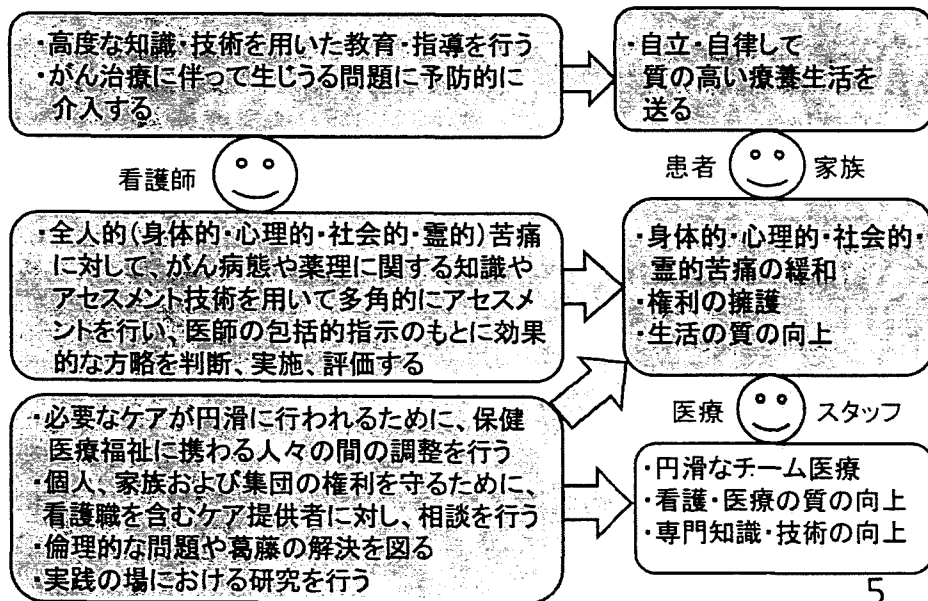 ・高度な知識・技術を用いた教育・指導を行う
・がん治療に伴って生じうる問題に予防的に
介入する
・自立・自律して
質の高い療養生活を
送る
看護師
患者 家族
・全人的(身体的・心理的・社会的・霊的)苦痛
に対して、がん病態や薬理に関する知識や
アセスメント技術を用いて多角的にアセスメ
ントを行い、医師の包括的指示のもとに効果
的な方略を判断、実施、評価する
・身体的・心理的・社会的・
霊的苦痛の緩和
・権利の擁護
・生活の質の向上
・必要なケアが円滑に行われるために、保健
医療福祉に携わる人々の間の調整を行う
・個人、家族および集団の権利を守るために、
看護職を含むケア提供者に対し、相談を行う
・倫理的な問題や葛藤の解決を図る
・実践の場における研究を行う
医療 スタッフ
・円滑なチーム医療
・看護・医療の質の向上
・専門知識・技術の向上
5